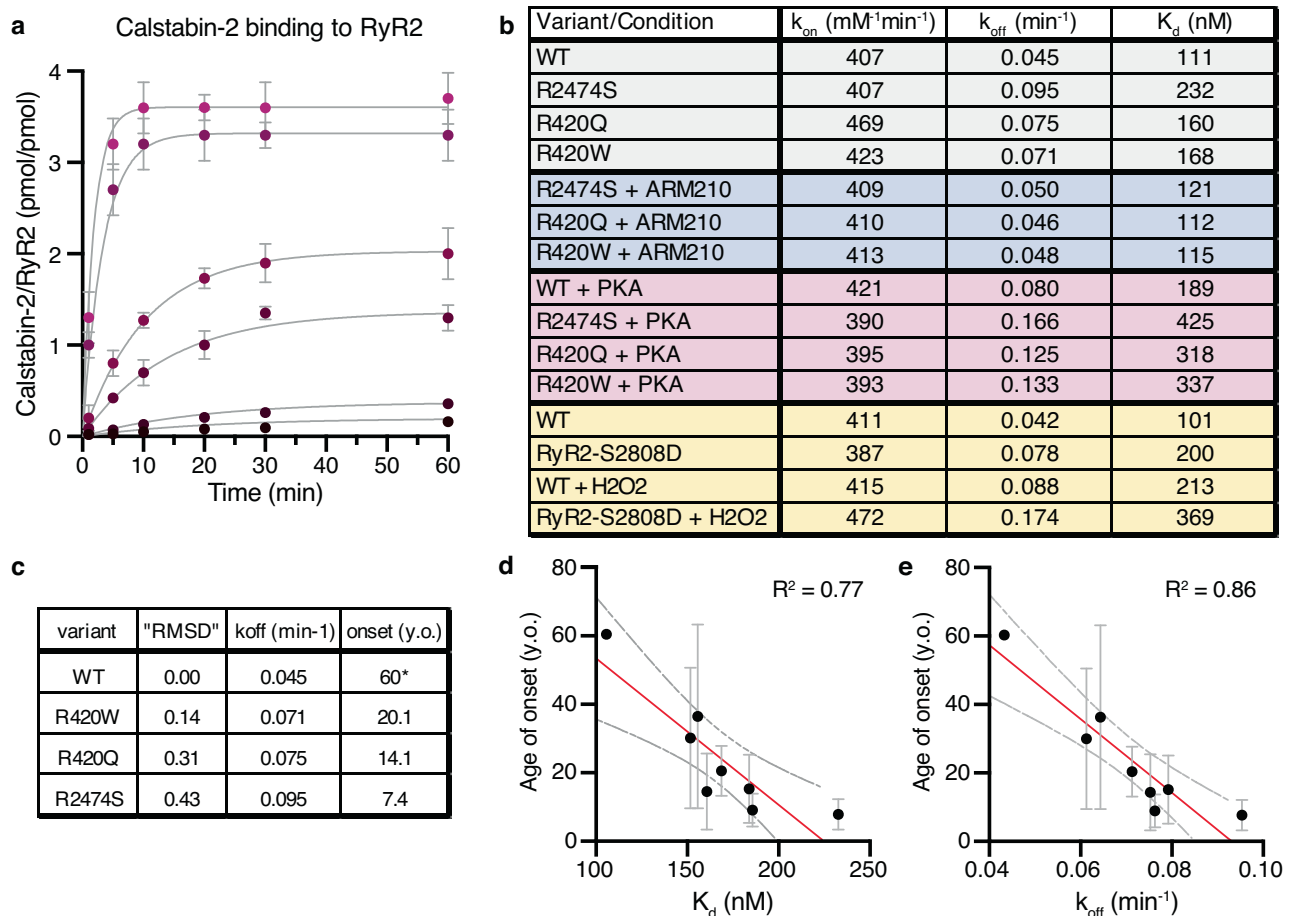 a Calstabin-2 binding to RyR2
Calstabin-2/RyR2 (pmol/pmol)
4
3
2
1
0
0 10 20 30 40 50 60
Time (min)
b
Variant/Condition kon (mM-1min-1) koff (min-1) Kd (nM)
WT 407 0.045 111
R2474S 407 0.095 232
R420Q 469 0.075 160
R420W 423 0.071 168
R2474S + ARM210 409 0.050 121
R420Q + ARM210 410 0.046 112
R420W + ARM210 413 0.048 115
WT + PKA 421 0.080 189
R2474S + PKA 390 0.166 425
R420Q + PKA 395 0.125 318
R420W + PKA 393 0.133 337
WT 411 0.042 101
RyR2-S2808D 387 0.078 200
WT + H2O2 415 0.088 213
RyR2-S2808D + H2O2 472 0.174 369
c
variant "RMSD" koff (min-1) onset (y.o.)
WT 0.00 0.045 60*
R420W 0.14 0.071 20.1
R420Q 0.31 0.075 14.1
R2474S 0.43 0.095 7.4
d
R2 = 0.77
Age of onset (y.o.)
80
60
40
20
0
100 150 200 250
Kd (nM)
e
R2 = 0.86
Age of onset (y.o.)
80
60
40
20
0
0.04 0.06 0.08 0.10
koff (min-1)